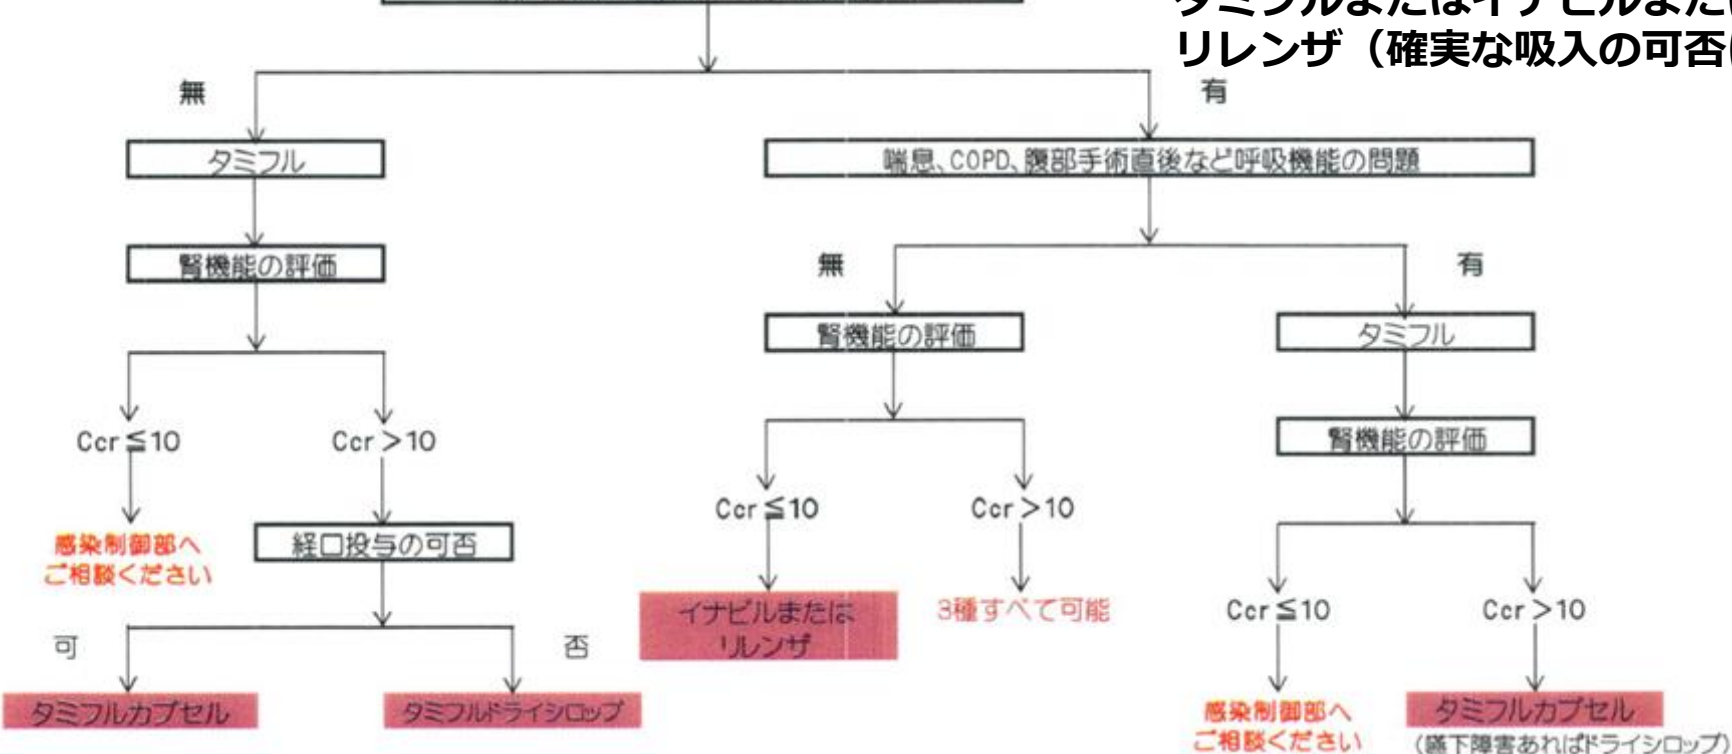 タミフルまたはイナビルまたは
リレンザ（確実な吸入の可否
無
有
タミフル
喘息、COPD、腹部手術直後など呼吸機能の問題
腎機能の評価
無
有
腎機能の評価
タミフル
Ccr≦10
Ccr>10
腎機能の評価
Ccr≦10
Ccr>10
感染制御部へ
ご相談ください
経口投与の可否
イナビルまたは
リレンザ
3種すべて可能
Ccr≦10
Ccr>10
可
否
タミフルカプセル
タミフルドライシロップ
感染制御部へ
ご相談ください
タミフルカプセル
（嚥下障害あればドライシロップ）